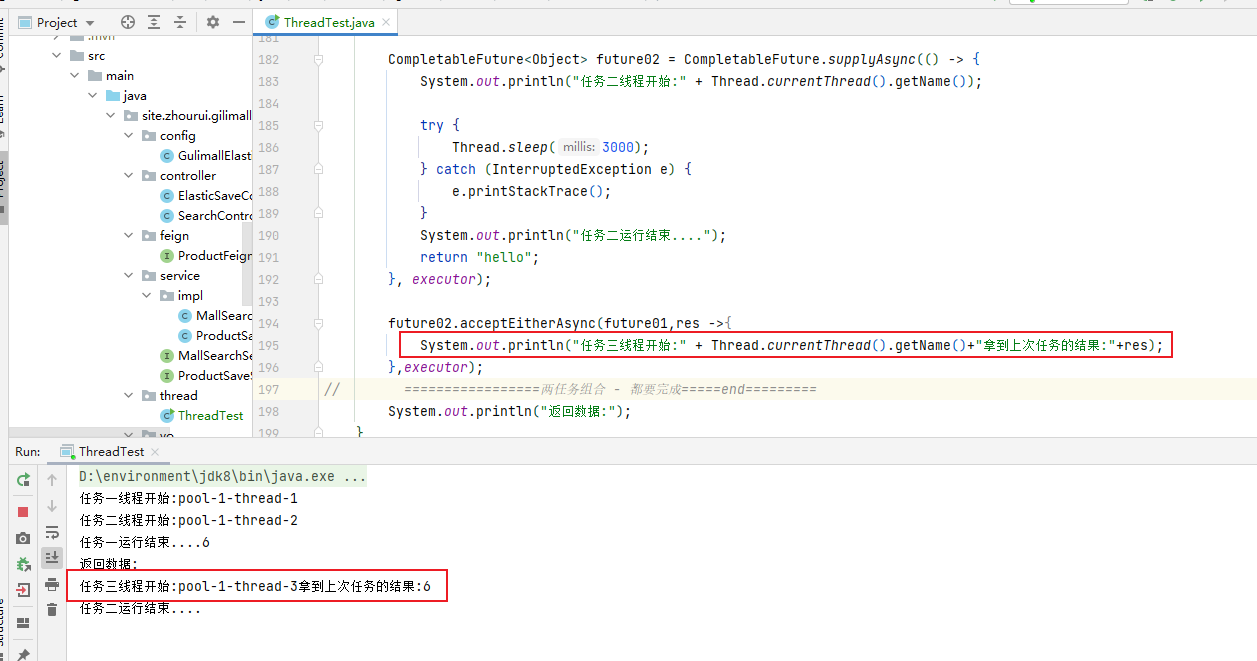 Project
ThreadTest.java
src
main
java
site.zhourui.gilimall
config
GulimallElast
controller
ElasticSaveCo
SearchContro
feign
ProductFeign
service
impl
MallSearc
ProductSa
MallSearchSe
ProductSaveS
thread
ThreadTest
vo
181
182 CompletableFuture<Object> future02 = CompletableFuture.supplyAsync(() -> {
183 System.out.println("任务二线程开始:" + Thread.currentThread().getName());
184
185 try {
186 Thread.sleep( millis: 3000);
187 } catch (InterruptedException e) {
188 e.printStackTrace();
189 }
190 System.out.println("任务二运行结束....");
191 return "hello";
192 }, executor);
193
194 future02.acceptEitherAsync(future01,res ->{
195 System.out.println("任务三线程开始:" + Thread.currentThread().getName()+"拿到上次任务的结果:"+res);
196 },executor);
197 // =================两任务组合 - 都要完成=====end=========
198 System.out.println("返回数据:");
199 }
Run: ThreadTest
D:\environment\jdk8\bin\java.exe ...
任务一线程开始:pool-1-thread-1
任务二线程开始:pool-1-thread-2
任务一运行结束....6
返回数据:
任务三线程开始:pool-1-thread-3拿到上次任务的结果:6
任务二运行结束....